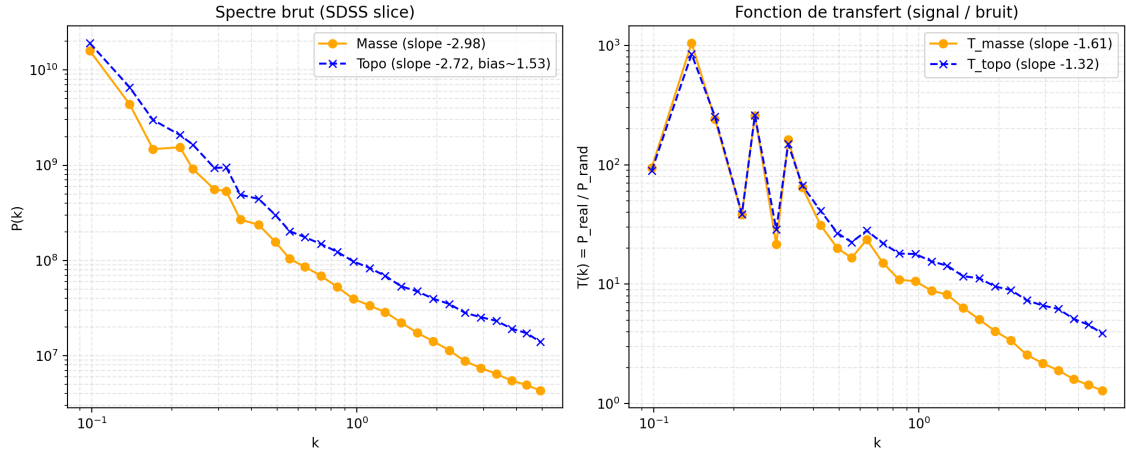 Spectre brut (SDSS slice)
Masse (slope -2.98)
Topo (slope -2.72, bias~1.53)
P(k)
10¹⁰
10⁹
10⁸
10⁷
10⁻¹
10⁰
k
Fonction de transfert (signal / bruit)
T_masse (slope -1.61)
T_topo (slope -1.32)
T(k) = P_real / P_rand
10³
10²
10¹
10⁰
10⁻¹
10⁰
k